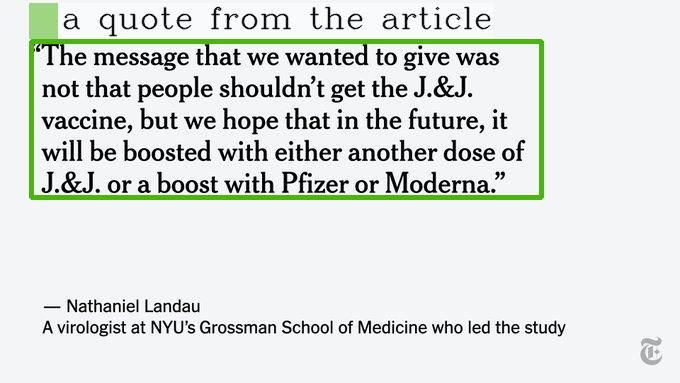 a quote from the article
“The message that we wanted to give was
not that people shouldn’t get the J.&J.
vaccine, but we hope that in the future, it
will be boosted with either another dose of
J.&J. or a boost with Pfizer or Moderna.”
— Nathaniel Landau
A virologist at NYU’s Grossman School of Medicine who led the study
T